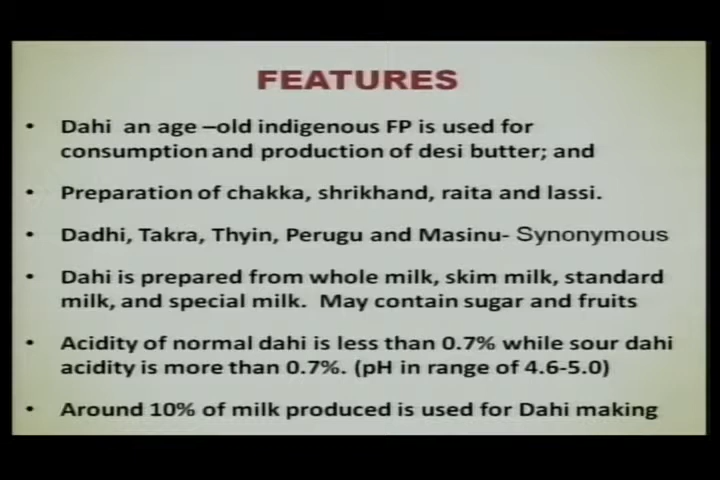 FEATURES
• Dahi an age –old indigenous FP is used for
consumption and production of desi butter; and
• Preparation of chakka, shrikhand, raita and lassi.
• Dadhi, Takra, Thyin, Perugu and Masinu- Synonymous
• Dahi is prepared from whole milk, skim milk, standard
milk, and special milk. May contain sugar and fruits
• Acidity of normal dahi is less than 0.7% while sour dahi
acidity is more than 0.7%. (pH in range of 4.6-5.0)
• Around 10% of milk produced is used for Dahi making